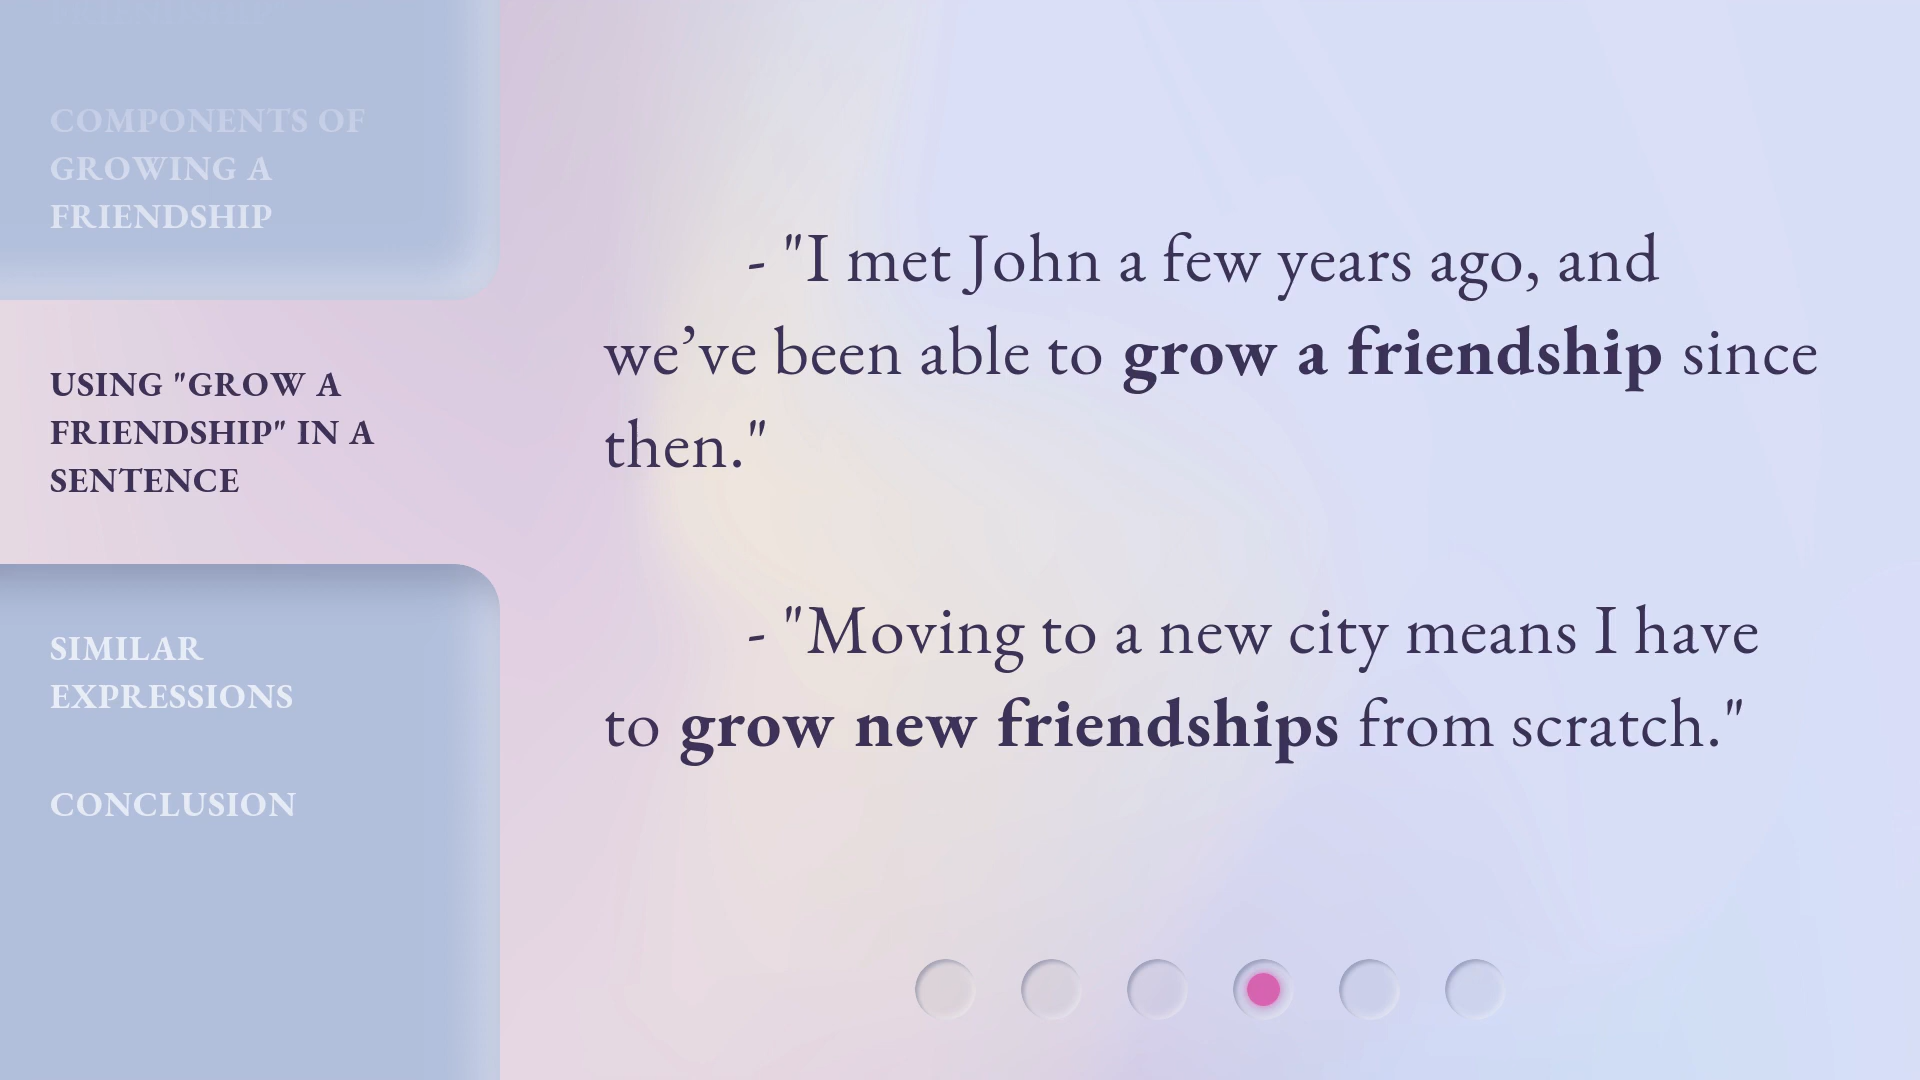 COMPONENTS OF
GROWING A
FRIENDSHIP
USING "GROW A
FRIENDSHIP" IN A
SENTENCE
SIMILAR
EXPRESSIONS
CONCLUSION
- "I met John a few years ago, and
we’ve been able to grow a friendship since
then."
- "Moving to a new city means I have
to grow new friendships from scratch."